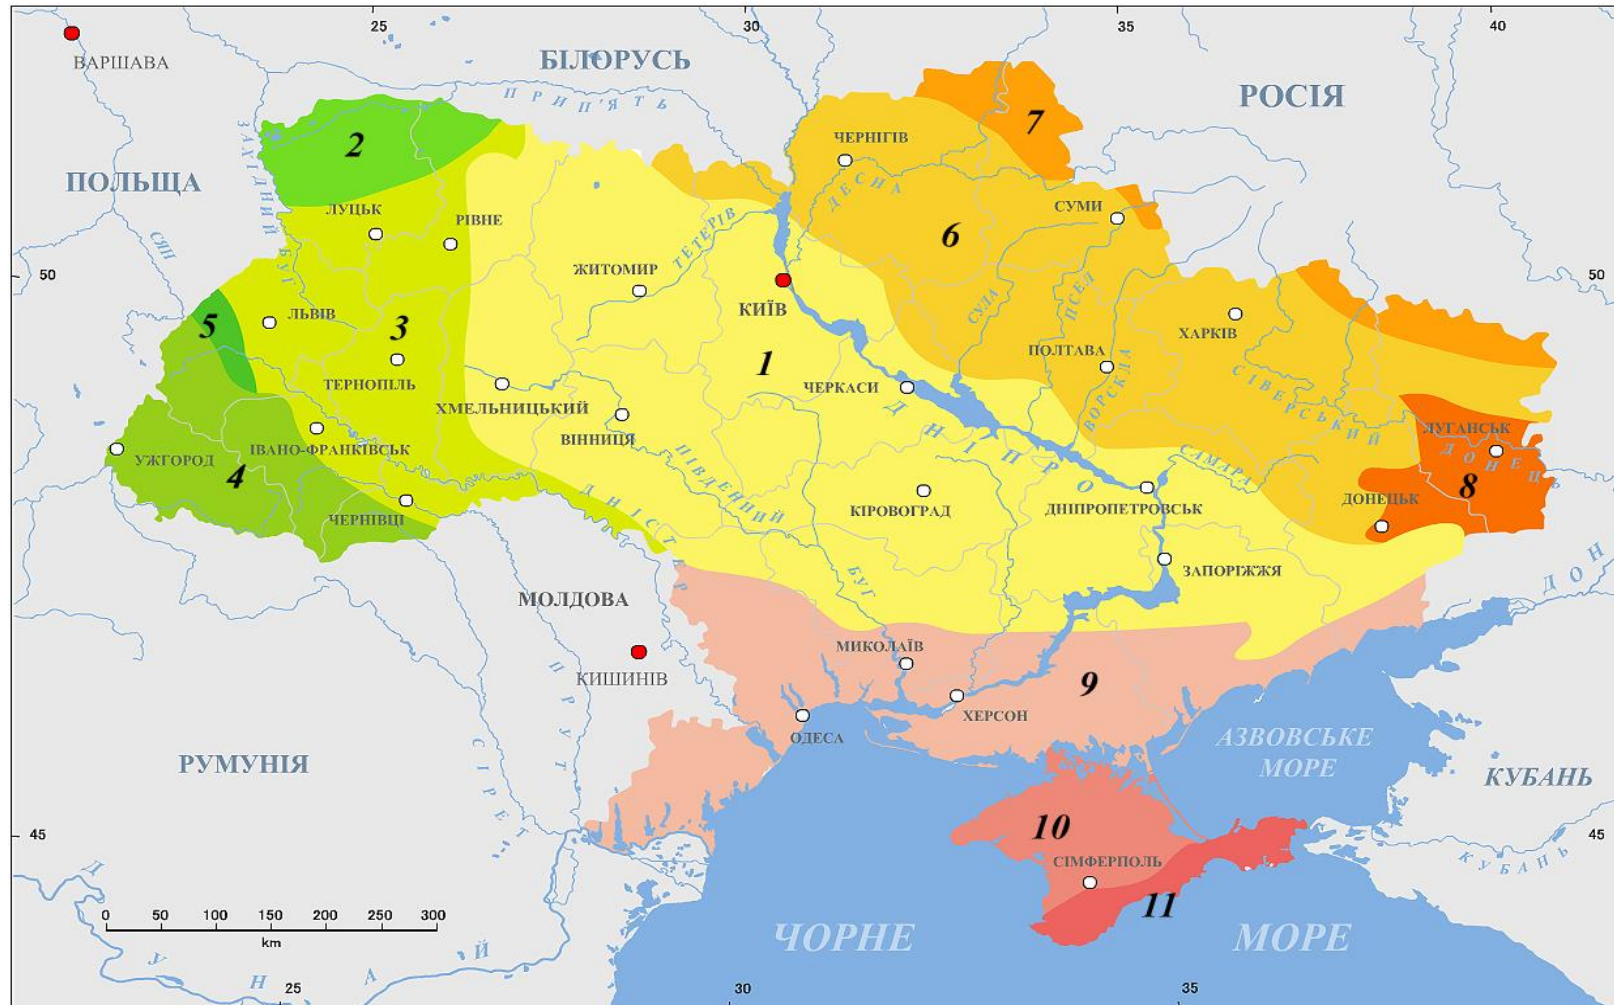 25
30
35
40
ВАРШАВА
БІЛОРУСЬ
ПРИП'ЯТЬ
РОСІЯ
7
ЧЕРНІГІВ
2
ЗАХІДНИЙ БУГ
ПОЛЬЩА
ДЕСНА
ЛУЦЬК
РІВНЕ
СУМИ
ТЕТЕРІВ
6
СЯН
50
ЖИТОМИР
50
КИЇВ
СУЛА
ПСЕЛ
ЛЬВІВ
5
3
ХАРКІВ
1
ПОЛТАВА
ТЕРНОПІЛЬ
ЧЕРКАСИ
ВОРСКЛА
СІВЕРСЬКИЙ
ДОНЕЦЬ
ХМЕЛЬНИЦЬКИЙ
ДНІПРО
ВІННИЦЯ
ЛУГАНСЬК
ІВАНО-ФРАНКІВСЬК
УЖГОРОД
ПІВДЕННИЙ
БУГ
САМАРА
4
8
ДНІСТЕР
ДОНЕЦЬК
КІРОВОГРАД
ДНІПРОПЕТРОВСЬК
ЧЕРНІВЦІ
ЗАПОРІЖЖЯ
ДОН
МОЛДОВА
МИКОЛАЇВ
ПРУТ
КИШИНІВ
9
ХЕРСОН
ОДЕСА
СІРЕТ
АЗВОВСЬКЕ
МОРЕ
РУМУНІЯ
КУБАНЬ
45
10
45
КУБАНЬ
СІМФЕРПОЛЬ
11
0 50 100 150 200 250 300
km
ЧОРНЕ
МОРЕ
ДУНАЙ
25
30
35